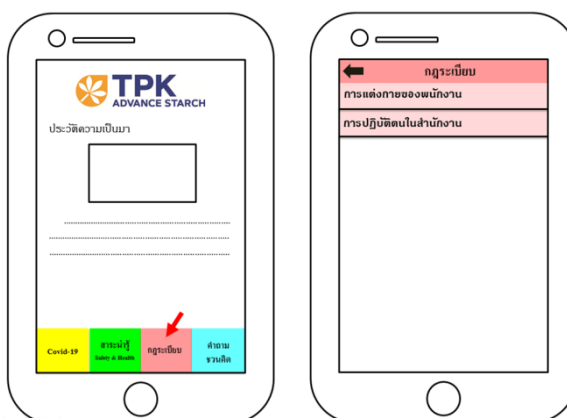 TPK
ADVANCE STARCH
ประวัติความเป็นมา
Covid-19
สาระน่ารู้
Safety & Health
กฎระเบียบ
คำถาม
ชวนคิด
กฎระเบียบ
การแต่งกายของพนักงาน
การปฏิบัติตนในสำนักงาน